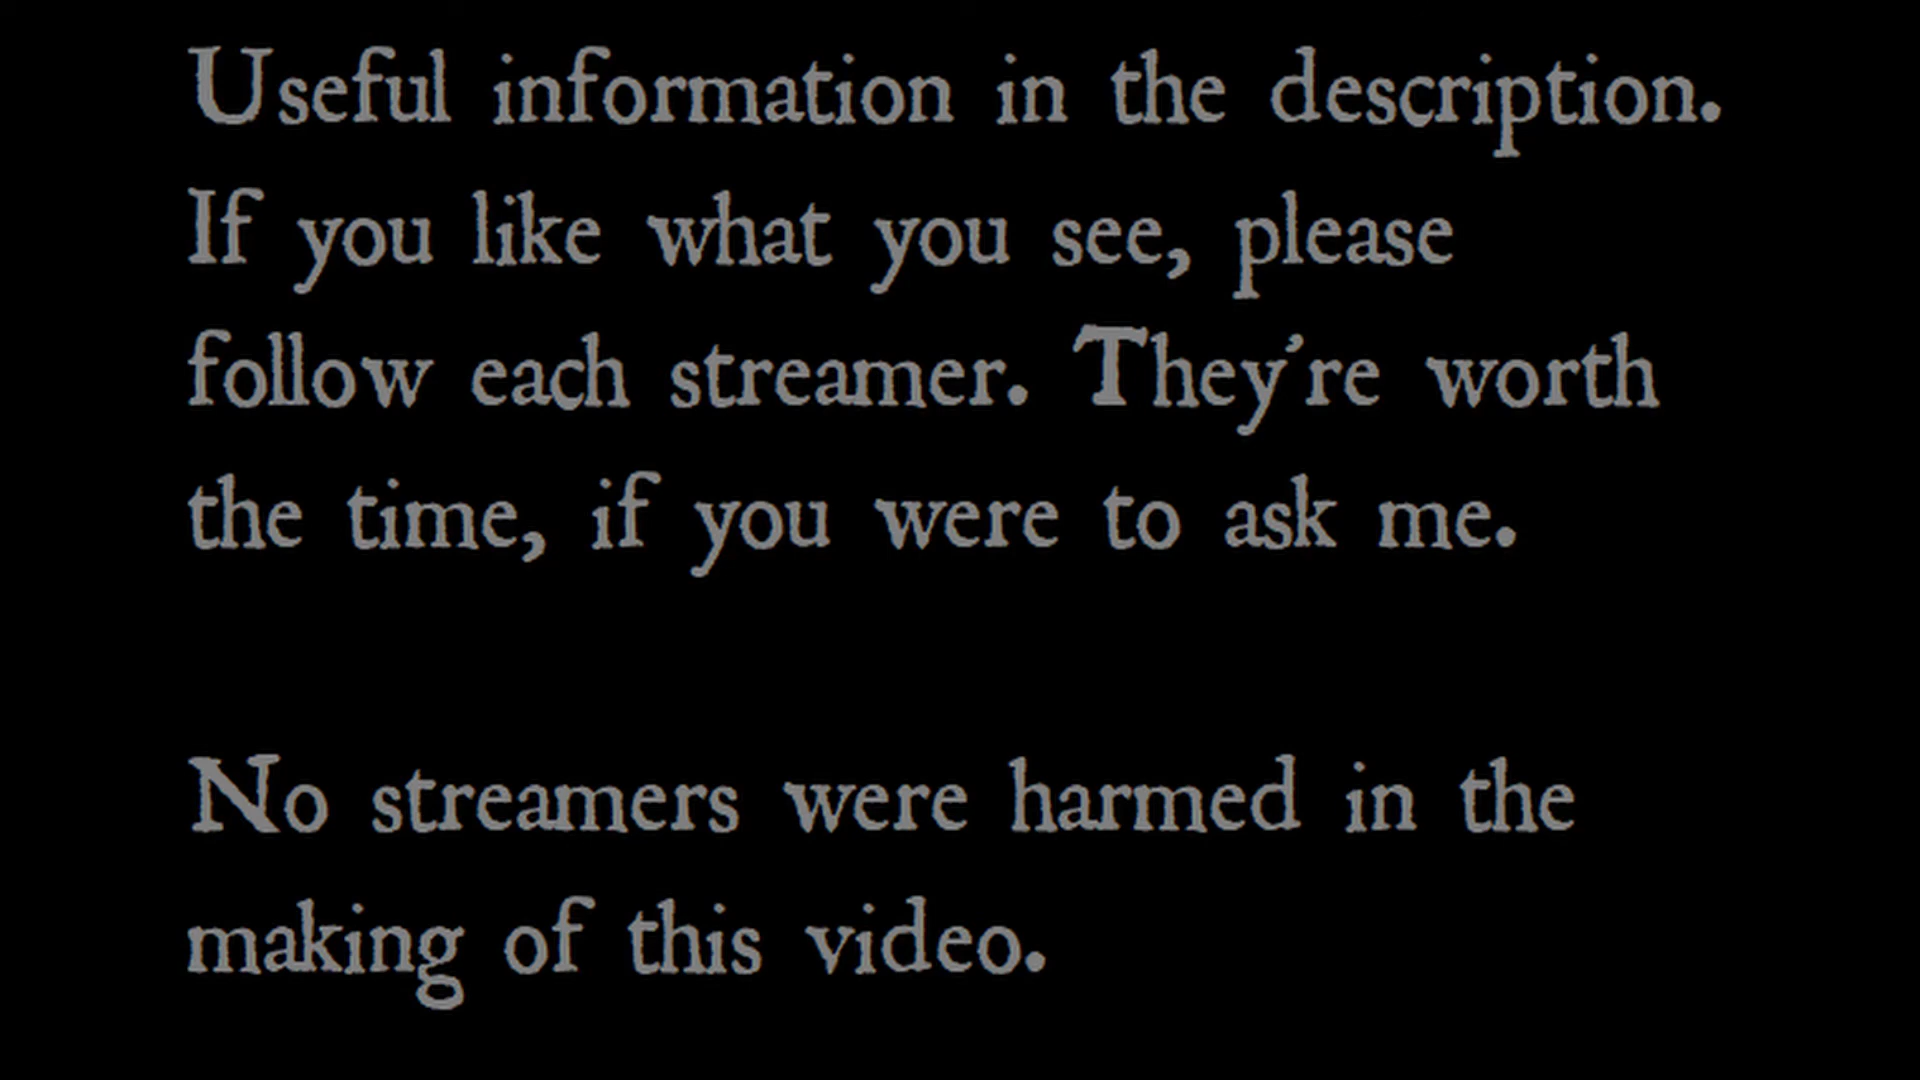 Useful information in the description.
If you like what you see, please
follow each streamer. They're worth
the time, if you were to ask me.
No streamers were harmed in the
making of this video.